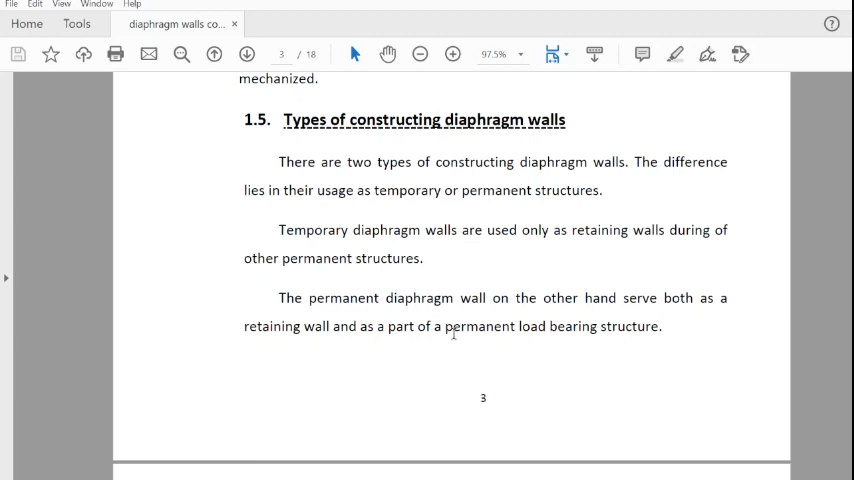 File Edit View Window Help
Home Tools diaphragm walls co... ×
3 / 18 97.5%
mechanized.
1.5. Types of constructing diaphragm walls
There are two types of constructing diaphragm walls. The difference
lies in their usage as temporary or permanent structures.
Temporary diaphragm walls are used only as retaining walls during of
other permanent structures.
The permanent diaphragm wall on the other hand serve both as a
retaining wall and as a part of a permanent load bearing structure.
3